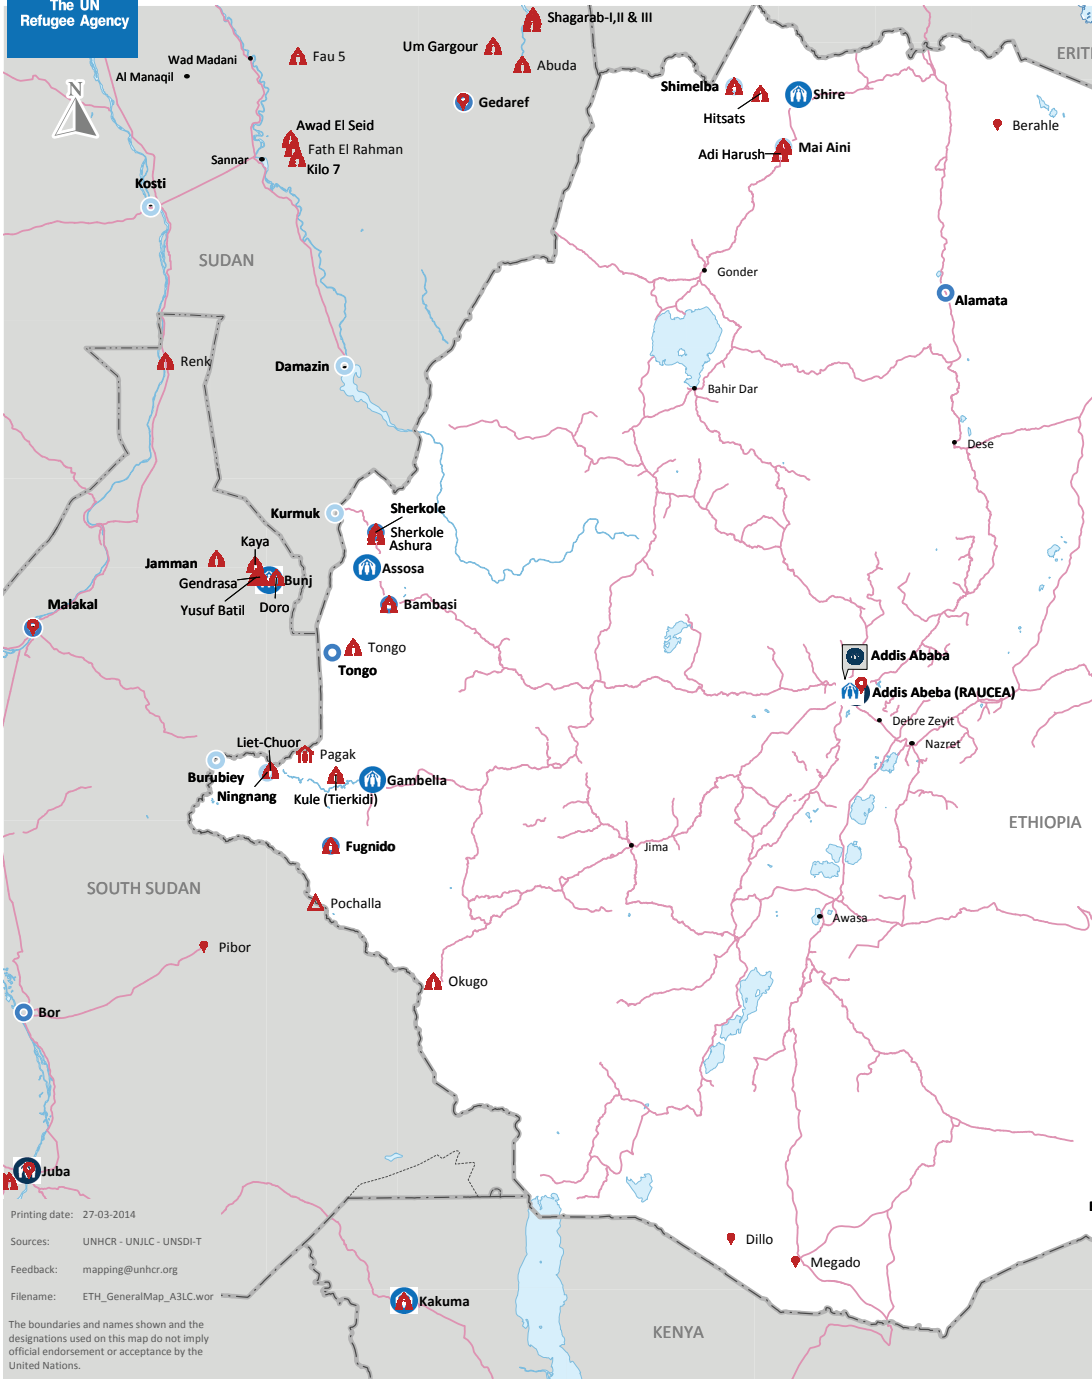 The UN
Refugee Agency
Shagarab-I,II & III
Um Gargour
Abuda
Fau 5
Wad Madani
Al Manaqil
N
Gedaref
Awad El Seid
Fath El Rahman
Kilo 7
Sannar
Kosti
SUDAN
Renk
Damazin
Shimelba
Hitsats
Shire
Adi Harush
Mai Aini
Berahle
Gonder
Alamata
Bahir Dar
Dese
Kurmuk
Sherkole
Sherkole
Ashura
Assosa
Bambasi
Kaya
Jamman
Gendrasa
Bunj
Yusuf Batil
Doro
Malakal
Tongo
Tongo
Addis Ababa
Addis Abeba (RAUCEA)
Debre Zeyit
Nazret
Liet-Chuor
Pagak
Burubiey
Ningnang
Kule (Tierkidi)
Gambella
Fugnido
Jima
ETHIOPIA
SOUTH SUDAN
Pochalla
Awasa
Pibor
Okugo
Bor
Juba
Dillo
Megado
Kakuma
KENYA
Printing date: 27-03-2014
Sources: UNHCR - UNJLC - UNSDI-T
Feedback: mapping@unhcr.org
Filename: ETH_GeneralMap_A3LC.wor
The boundaries and names shown and the
designations used on this map do not imply
official endorsement or acceptance by the
United Nations.